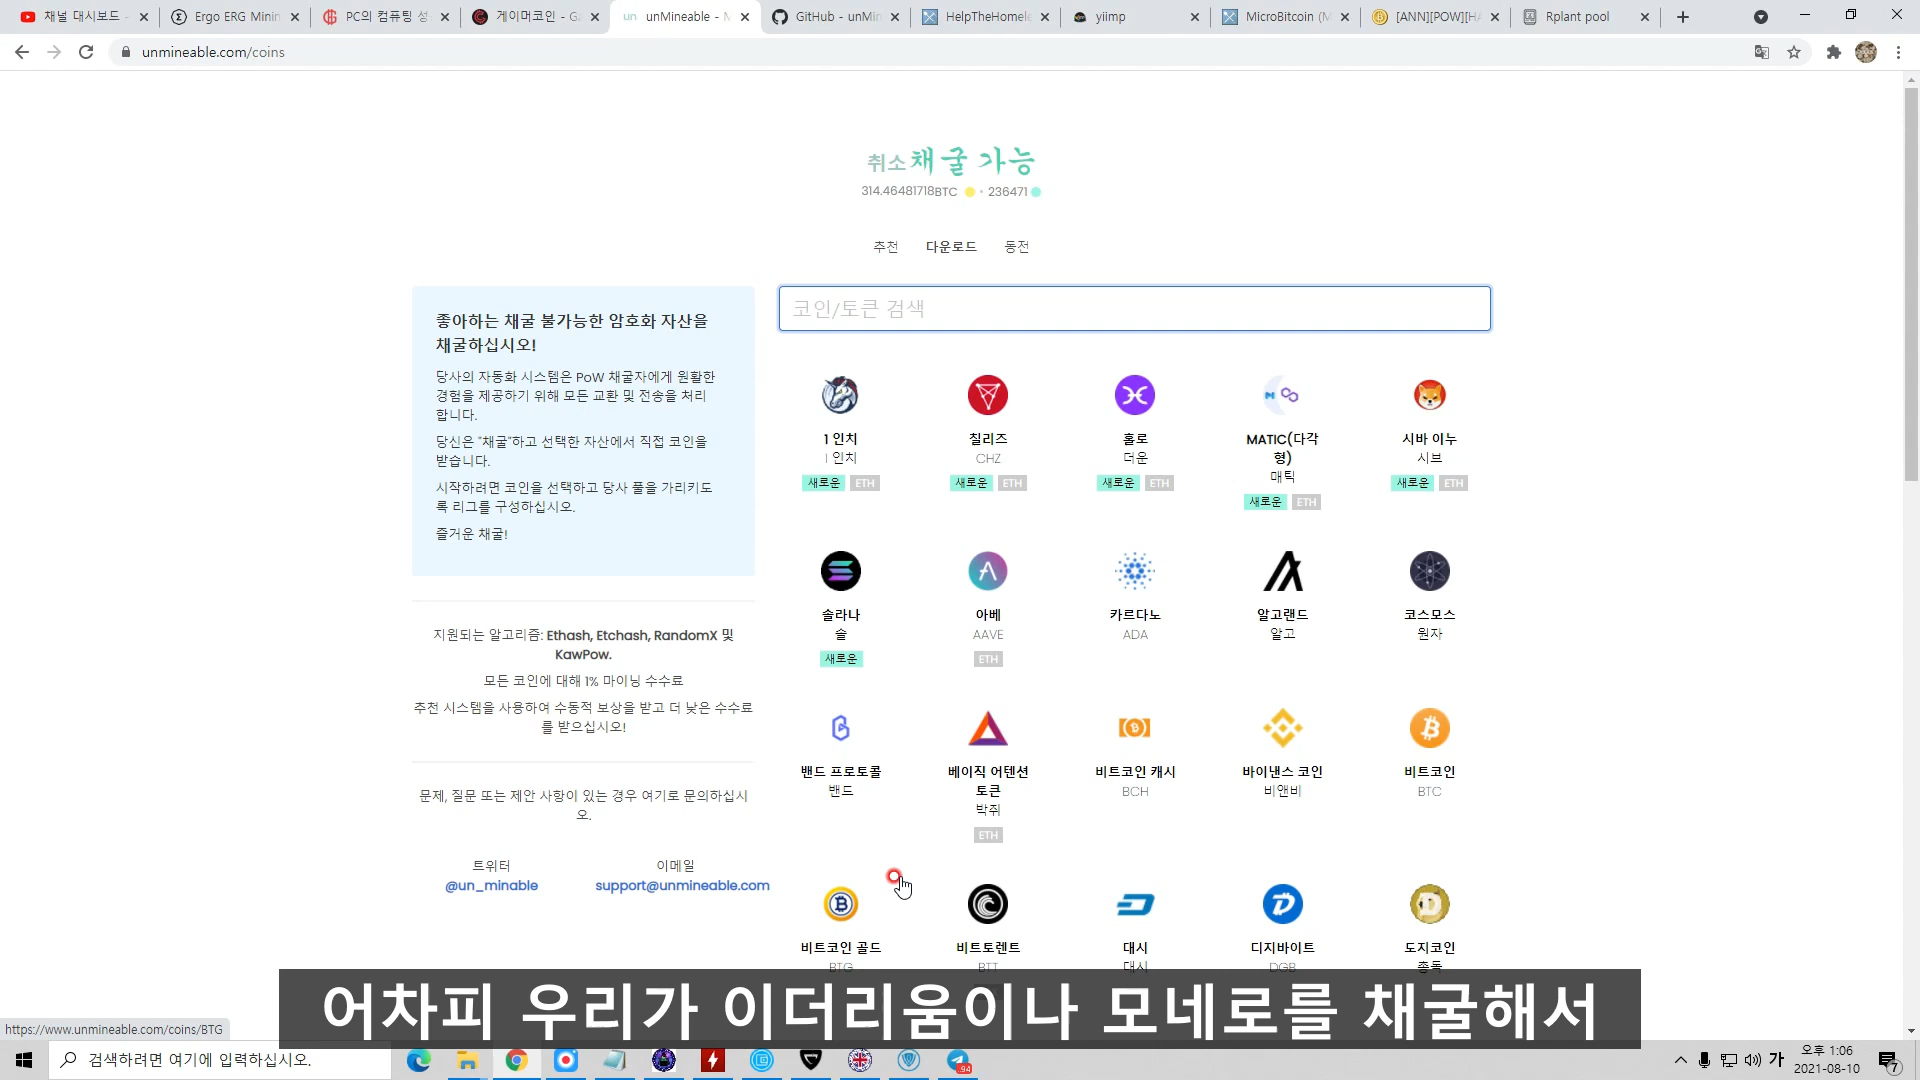 채널 대시보드 -
Ergo ERG Minin
PC의 컴퓨팅 성
게이머코인 - G
unMineable - M
GitHub - unMin
HelpTheHomel
yiimp
MicroBitcoin (M
[ANN][POW][H
Rplant pool
unmineable.com/coins
취소채굴 가능
314.46481718BTC • 236471
추천 다운로드 동전
좋아하는 채굴 불가능한 암호화 자산을
채굴하십시오!
당사의 자동화 시스템은 PoW 채굴자에게 원활한
경험을 제공하기 위해 모든 교환 및 전송을 처리
합니다.
당신은 "채굴"하고 선택한 자산에서 직접 코인을
받습니다.
시작하려면 코인을 선택하고 당사 풀을 가리키도
록 리그를 구성하십시오.
즐거운 채굴!
지원되는 알고리즘: Ethash, Etchash, RandomX 및
KawPow.
모든 코인에 대해 1% 마이닝 수수료
추천 시스템을 사용하여 수동적 보상을 받고 더 낮은 수수료
를 받으십시오!
문제, 질문 또는 제안 사항이 있는 경우 여기로 문의하십시
오.
트위터
@un_minable
이메일
support@unmineable.com
코인/토큰 검색
1 인치
1 인치
새로운 ETH
칠리즈
CHZ
새로운 ETH
홀로
더운
새로운 ETH
MATIC(다각
형)
매틱
새로운 ETH
시바 이누
시브
새로운 ETH
솔라나
솔
새로운
아베
AAVE
ETH
카르다노
ADA
알고랜드
알고
코스모스
원자
밴드 프로토콜
밴드
베이직 어텐션
토큰
박쥐
ETH
비트코인 캐시
BCH
바이낸스 코인
비앤비
비트코인
BTC
비트코인 골드
BTG
비트토렌트
BTT
대시
대시
디지바이트
DGB
도지코인
총독
어차피 우리가 이더리움이나 모네로를 채굴해서
https://www.unmineable.com/coins/BTG
검색하려면 여기에 입력하십시오.
94
가
오후 1:06
2021-08-10
7